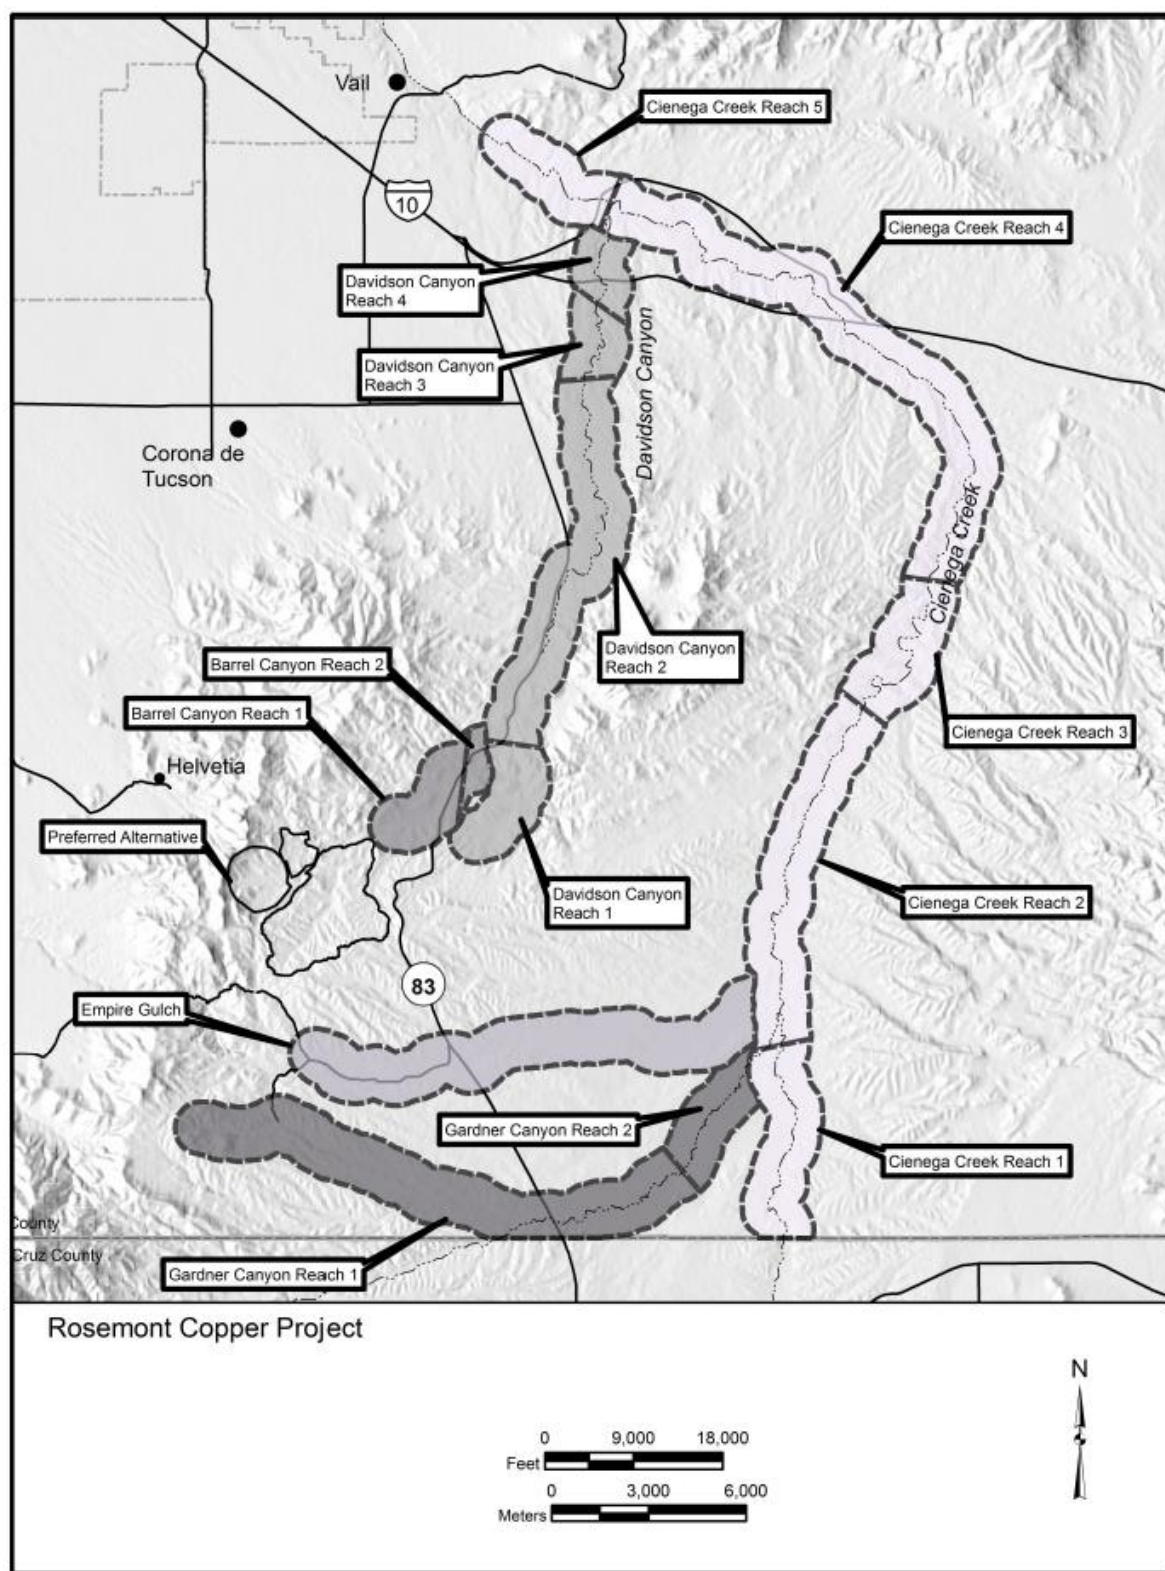 Vail
Cienega Creek Reach 5
10
Cienega Creek Reach 4
Davidson Canyon
Reach 4
Davidson Canyon
Reach 3
Davidson Canyon
Corona de
Tucson
Cienega Creek
Barrel Canyon Reach 2
Davidson Canyon
Reach 2
Barrel Canyon Reach 1
Cienega Creek Reach 3
Helvetia
Preferred Alternative
Davidson Canyon
Reach 1
Cienega Creek Reach 2
83
Empire Gulch
Gardner Canyon Reach 2
Cienega Creek Reach 1
County
Cruz County
Gardner Canyon Reach 1
Rosemont Copper Project
N
0 9,000 18,000
Feet
0 3,000 6,000
Meters